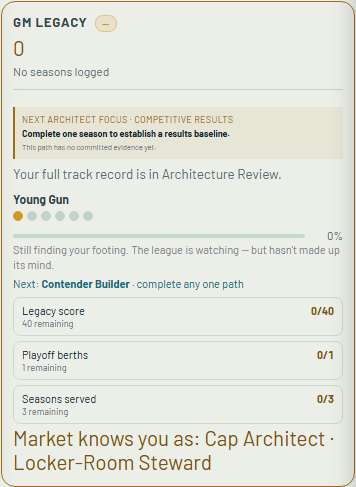 GM LEGACY –
0
No seasons logged
NEXT ARCHITECT FOCUS · COMPETITIVE RESULTS
Complete one season to establish a results baseline.
This path has no committed evidence yet.
Your full track record is in Architecture Review.
Young Gun
0%
Still finding your footing. The league is watching — but hasn't made up
its mind.
Next: Contender Builder · complete any one path
Legacy score 0/40
40 remaining
Playoff berths 0/1
1 remaining
Seasons served 0/3
3 remaining
Market knows you as: Cap Architect ·
Locker-Room Steward